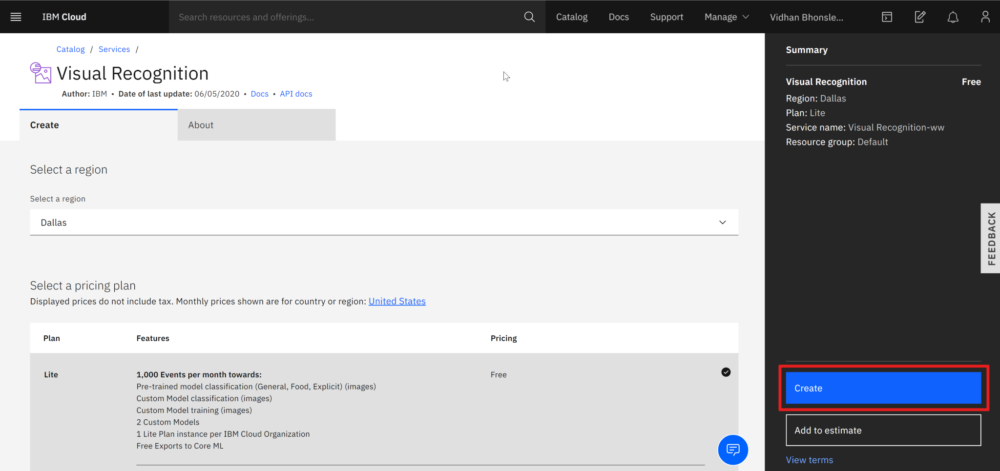 IBM Cloud
Search resources and offerings...
Catalog
Docs
Support
Manage
Vidhan Bhonsle...
Catalog / Services /
Visual Recognition
Author: IBM • Date of last update: 06/05/2020 • Docs • API docs
Create
About
Select a region
Select a region
Dallas
Select a pricing plan
Displayed prices do not include tax. Monthly prices shown are for country or region: United States
Plan
Features
Pricing
Lite
1,000 Events per month towards:
Pre-trained model classification (General, Food, Explicit) (images)
Custom Model classification (images)
Custom Model training (images)
2 Custom Models
1 Lite Plan instance per IBM Cloud Organization
Free Exports to Core ML
Free
Summary
Visual Recognition
Free
Region: Dallas
Plan: Lite
Service name: Visual Recognition-ww
Resource group: Default
FEEDBACK
Create
Add to estimate
View terms